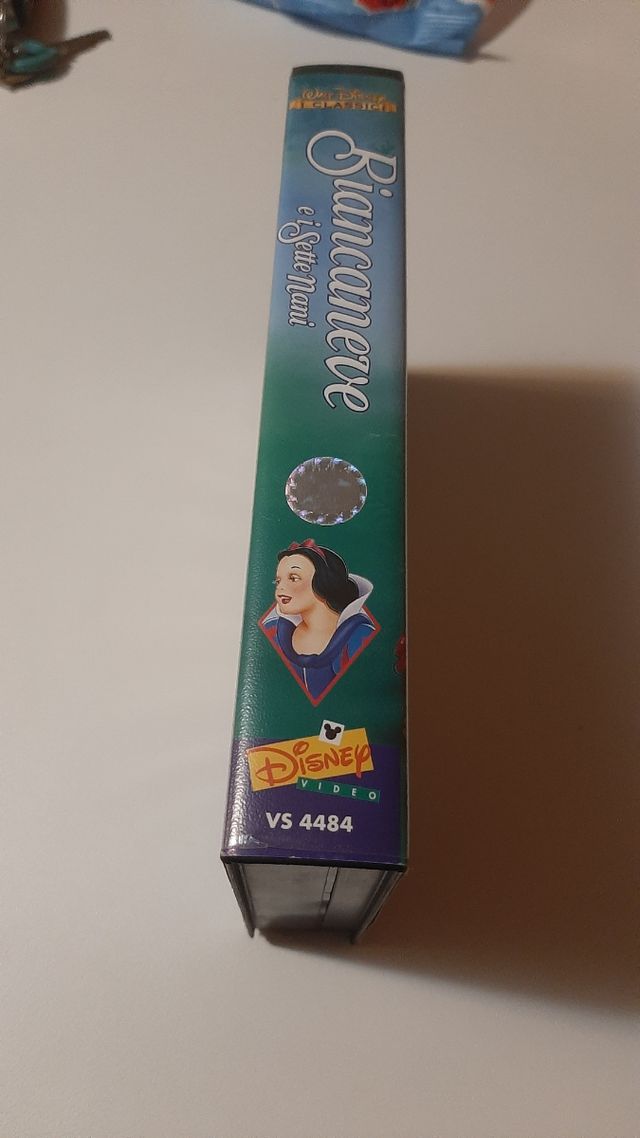 Walt Disney
I CLASSICI
Biancaneve
e i Sette Nani
DISNEY
VIDEO
VS 4484